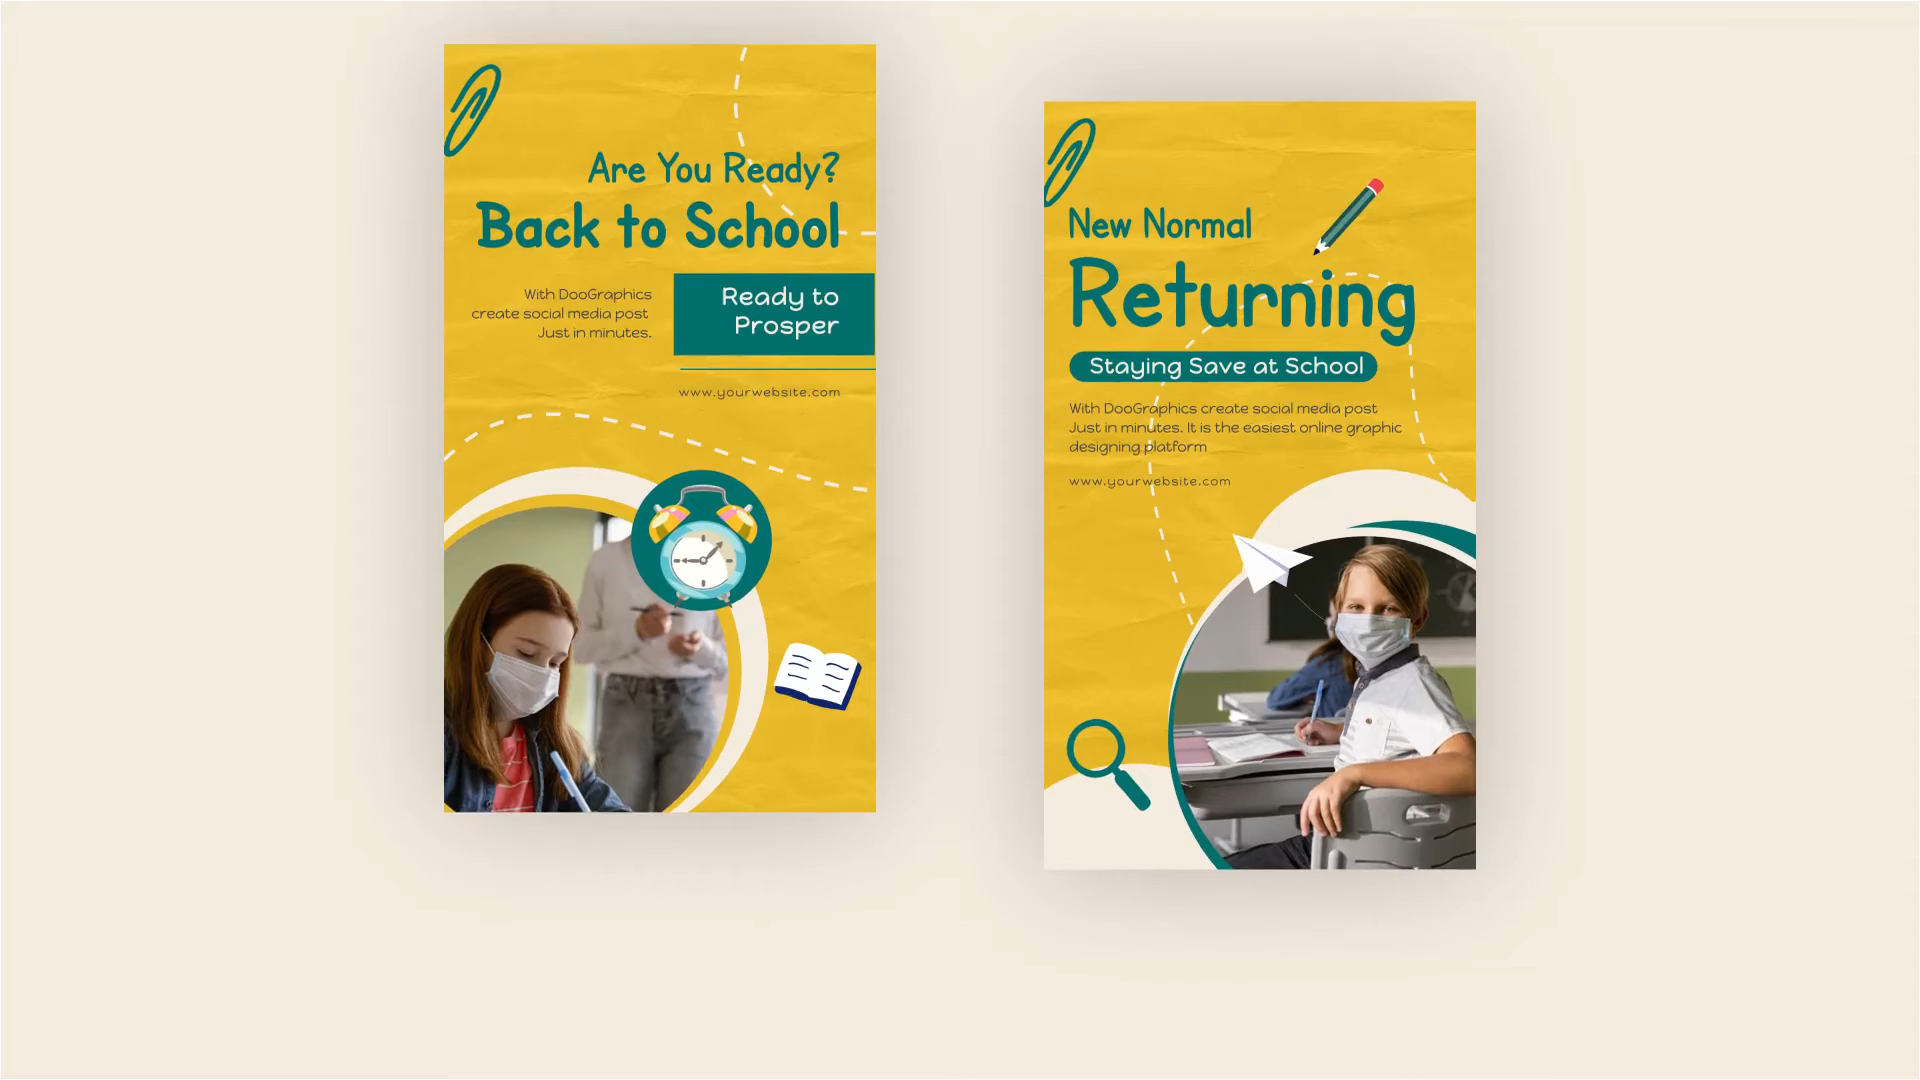 Are You Ready?
Back to School
With DooGraphics
create social media post
Just in minutes.
Ready to
Prosper
www.yourwebsite.com
New Normal
Returning
Staying Save at School
With DooGraphics create social media post
Just in minutes. It is the easiest online graphic
designing platform
www.yourwebsite.com